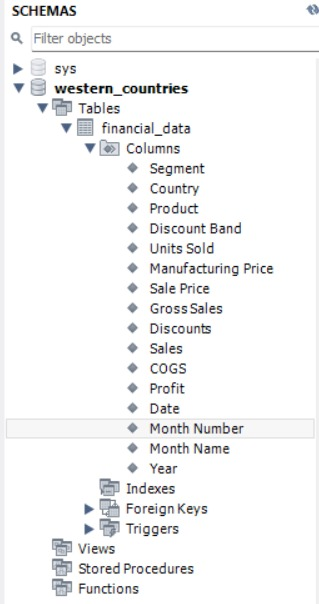 SCHEMAS
Filter objects
sys
western_countries
Tables
financial_data
Columns
Segment
Country
Product
Discount Band
Units Sold
Manufacturing Price
Sale Price
Gross Sales
Discounts
Sales
COGS
Profit
Date
Month Number
Month Name
Year
Indexes
Foreign Keys
Triggers
Views
Stored Procedures
Functions